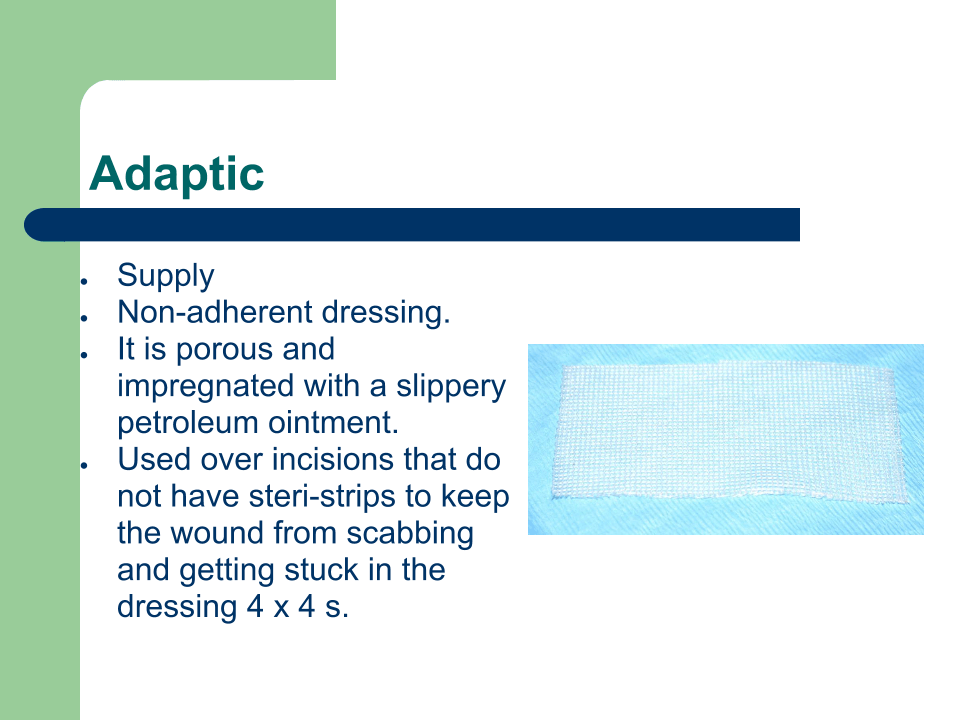 Adaptic
● Supply
● Non-adherent dressing.
● It is porous and
impregnated with a slippery
petroleum ointment.
● Used over incisions that do
not have steri-strips to keep
the wound from scabbing
and getting stuck in the
dressing 4 x 4 s.